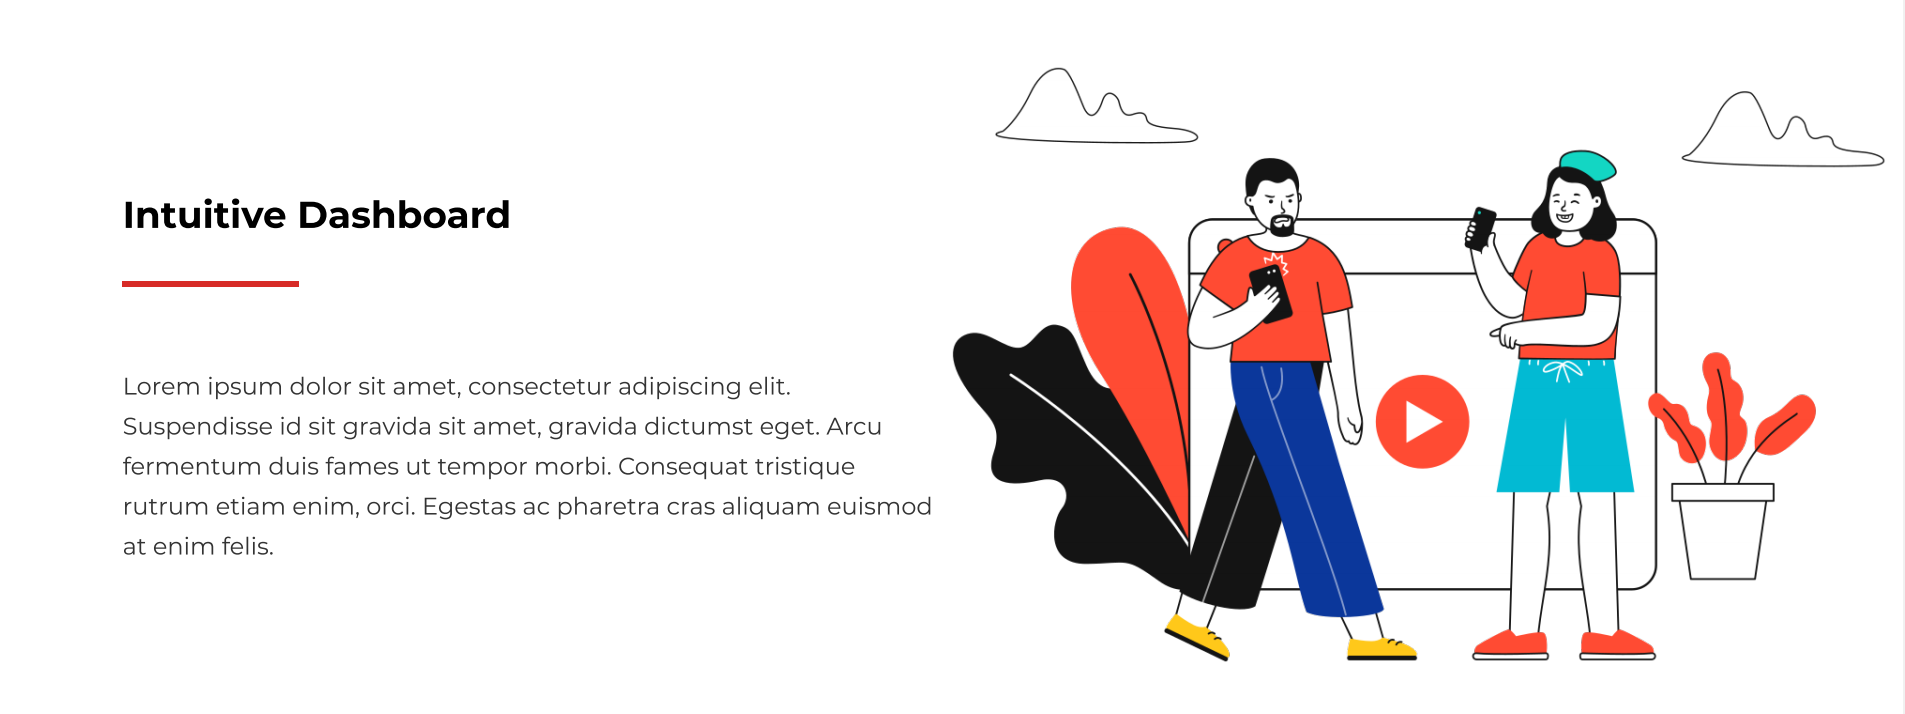 Intuitive Dashboard
Lorem ipsum dolor sit amet, consectetur adipiscing elit.
Suspendisse id sit gravida sit amet, gravida dictumst eget. Arcu
fermentum duis fames ut tempor morbi. Consequat tristique
rutrum etiam enim, orci. Egestas ac pharetra cras aliquam euismod
at enim felis.